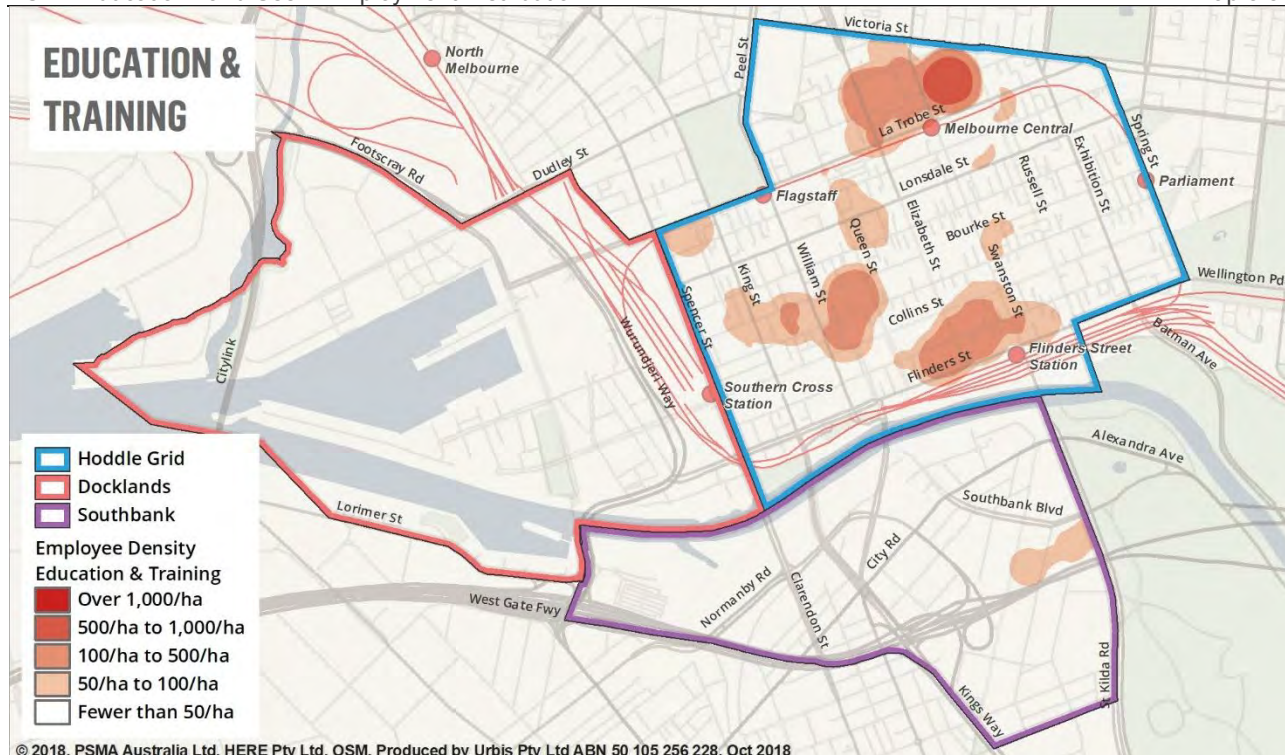 EDUCATION &
TRAINING
North
Melbourne
Victoria St
Peel St
La Trobe St
Melbourne Central
Spring St
Footscray Rd
Dudley St
Exhibition St
Russell St
Lonsdale St
Parliament
Flagstaff
Bourke St
Elizabeth St
Queen St
William St
King St
Swanston St
Wellington Pd
Spencer St
Collins St
Batman Ave
Citylink
Wurundjeri Way
Flinders St
Flinders Street
Station
Southern Cross
Station
Alexandra Ave
Lorimer St
Southbank Blvd
City Rd
Normanby Rd
Clarendon St
West Gate Fwy
St Kilda Rd
Kings Way
Hoddle Grid
Docklands
Southbank
Employee Density
Education & Training
Over 1,000/ha
500/ha to 1,000/ha
100/ha to 500/ha
50/ha to 100/ha
Fewer than 50/ha
© 2018. PSMA Australia Ltd, HERE Pty Ltd, OSM. Produced by Urbis Pty Ltd ABN 50 105 256 228, Oct 2018